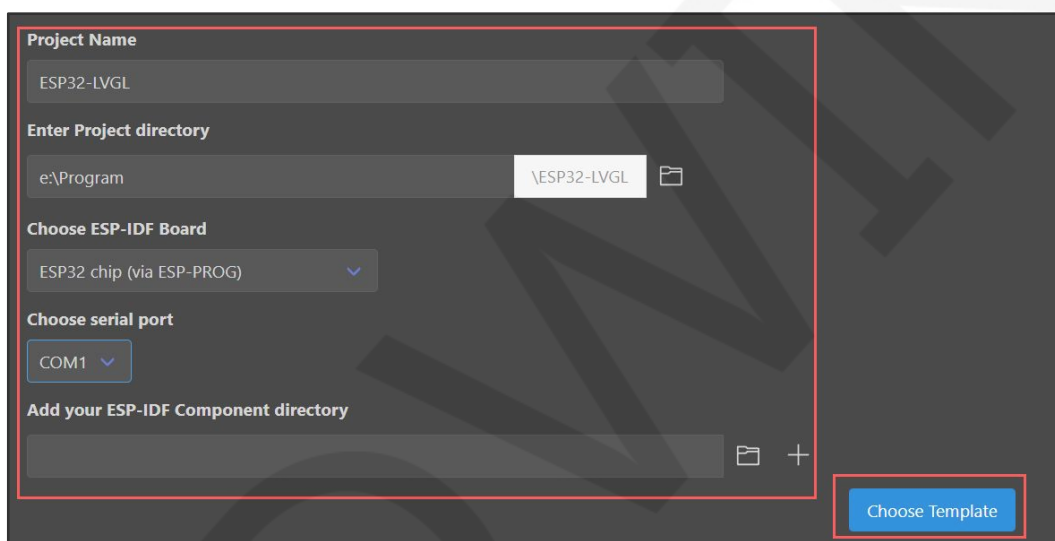 Project Name
ESP32-LVGL
Enter Project directory
e:\Program \ESP32-LVGL
Choose ESP-IDF Board
ESP32 chip (via ESP-PROG)
Choose serial port
COM1
Add your ESP-IDF Component directory
Choose Template